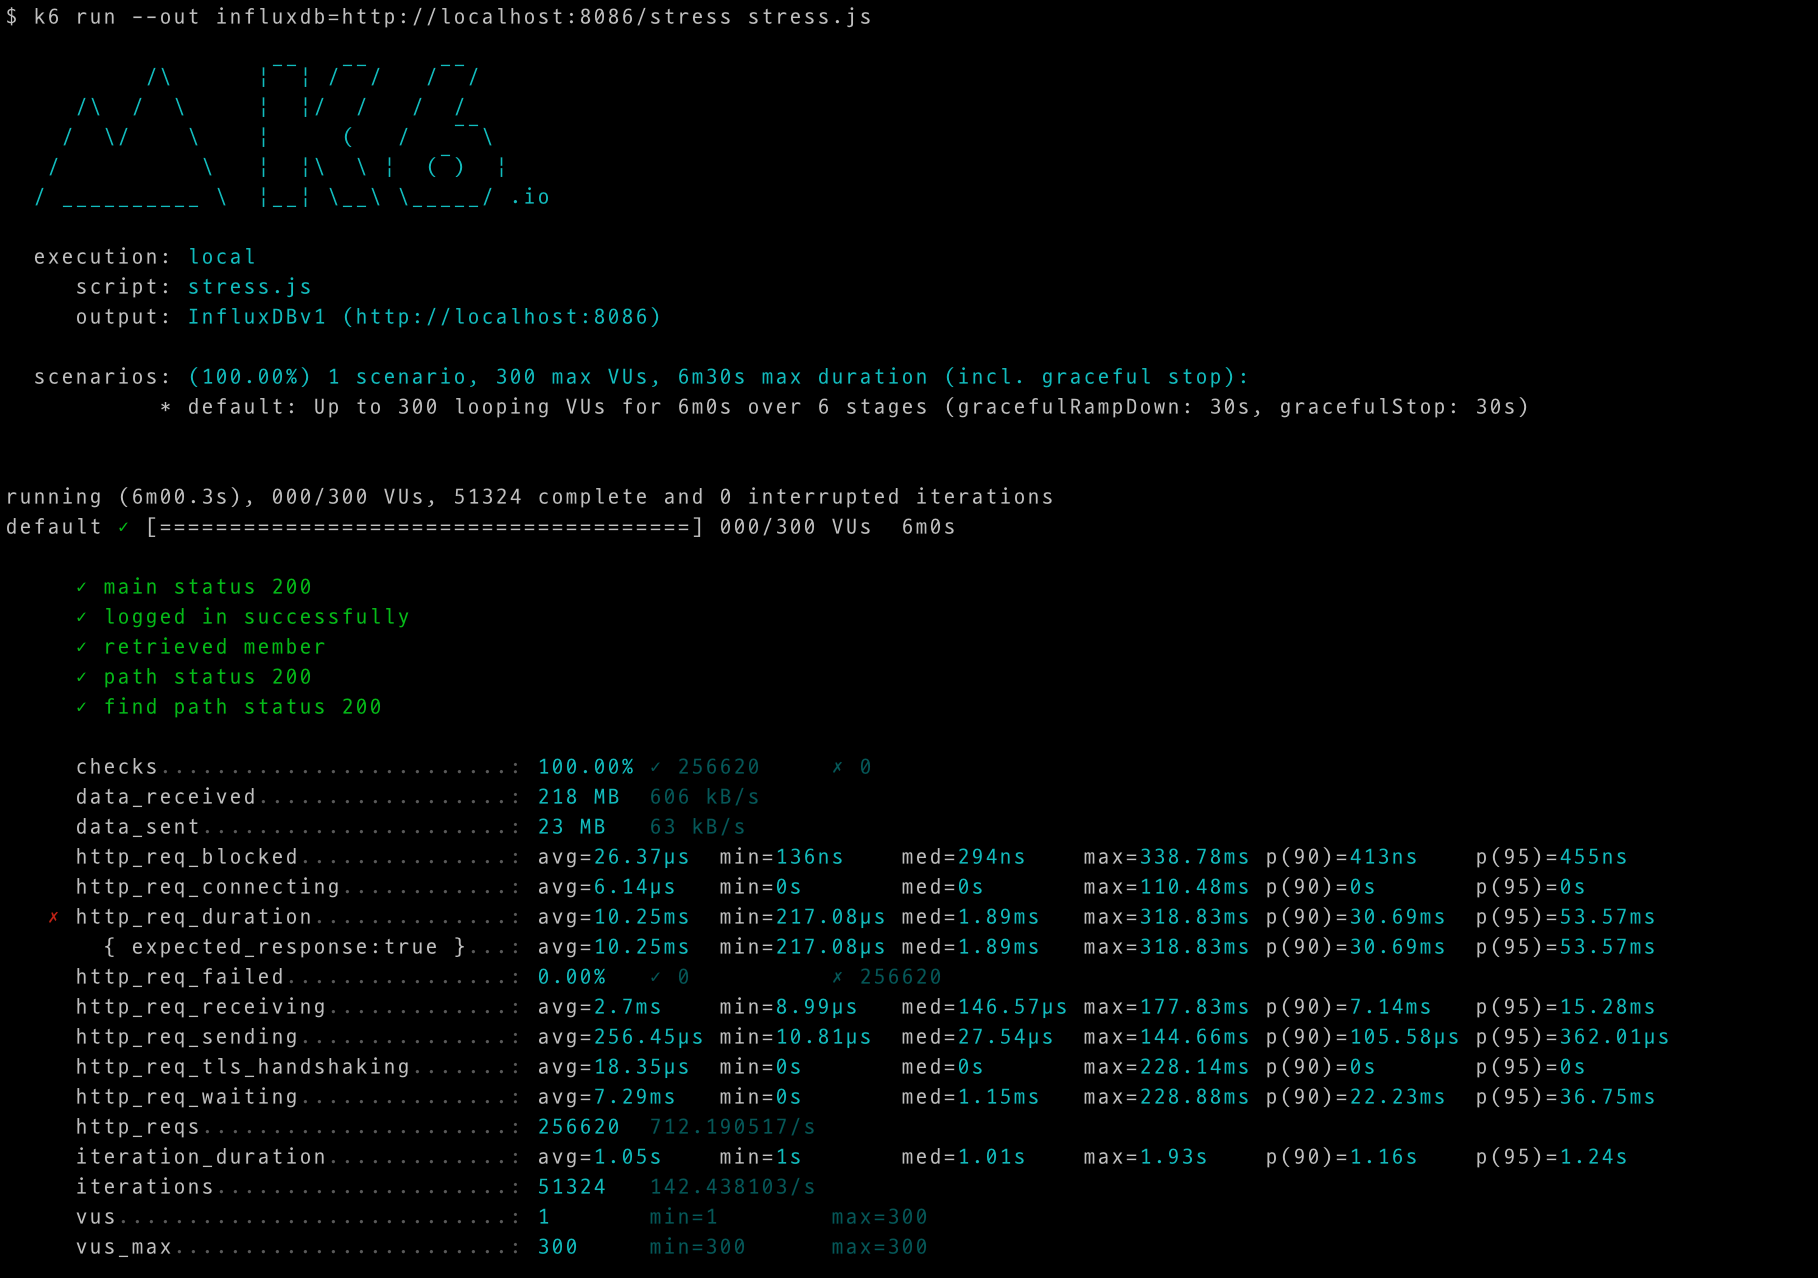 $ k6 run --out influxdb=http://localhost:8086/stress stress.js
.io
execution: local
script: stress.js
output: InfluxDBv1 (http://localhost:8086)
scenarios: (100.00%) 1 scenario, 300 max VUs, 6m30s max duration (incl. graceful stop):
* default: Up to 300 looping VUs for 6m0s over 6 stages (gracefulRampDown: 30s, gracefulStop: 30s)
running (6m00.3s), 000/300 VUs, 51324 complete and 0 interrupted iterations
default ✓ [======================================] 000/300 VUs  6m0s
✓ main status 200
✓ logged in successfully
✓ retrieved member
✓ path status 200
✓ find path status 200
checks.........................: 100.00% ✓ 256620     ✗ 0
data_received..................: 218 MB  606 kB/s
data_sent......................: 23 MB   63 kB/s
http_req_blocked...............: avg=26.37µs  min=136ns    med=294ns    max=338.78ms p(90)=413ns    p(95)=455ns
http_req_connecting............: avg=6.14µs   min=0s       med=0s       max=110.48ms p(90)=0s       p(95)=0s
✗ http_req_duration..............: avg=10.25ms  min=217.08µs med=1.89ms   max=318.83ms p(90)=30.69ms  p(95)=53.57ms
{ expected_response:true }...: avg=10.25ms  min=217.08µs med=1.89ms   max=318.83ms p(90)=30.69ms  p(95)=53.57ms
http_req_failed................: 0.00%   ✓ 0          ✗ 256620
http_req_receiving.............: avg=2.7ms    min=8.99µs   med=146.57µs max=177.83ms p(90)=7.14ms   p(95)=15.28ms
http_req_sending...............: avg=256.45µs min=10.81µs  med=27.54µs  max=144.66ms p(90)=105.58µs p(95)=362.01µs
http_req_tls_handshaking.......: avg=18.35µs  min=0s       med=0s       max=228.14ms p(90)=0s       p(95)=0s
http_req_waiting...............: avg=7.29ms   min=0s       med=1.15ms   max=228.88ms p(90)=22.23ms  p(95)=36.75ms
http_reqs......................: 256620  712.190517/s
iteration_duration.............: avg=1.05s    min=1s       med=1.01s    max=1.93s    p(90)=1.16s    p(95)=1.24s
iterations.....................: 51324   142.438103/s
vus............................: 1       min=1        max=300
vus_max........................: 300     min=300      max=300